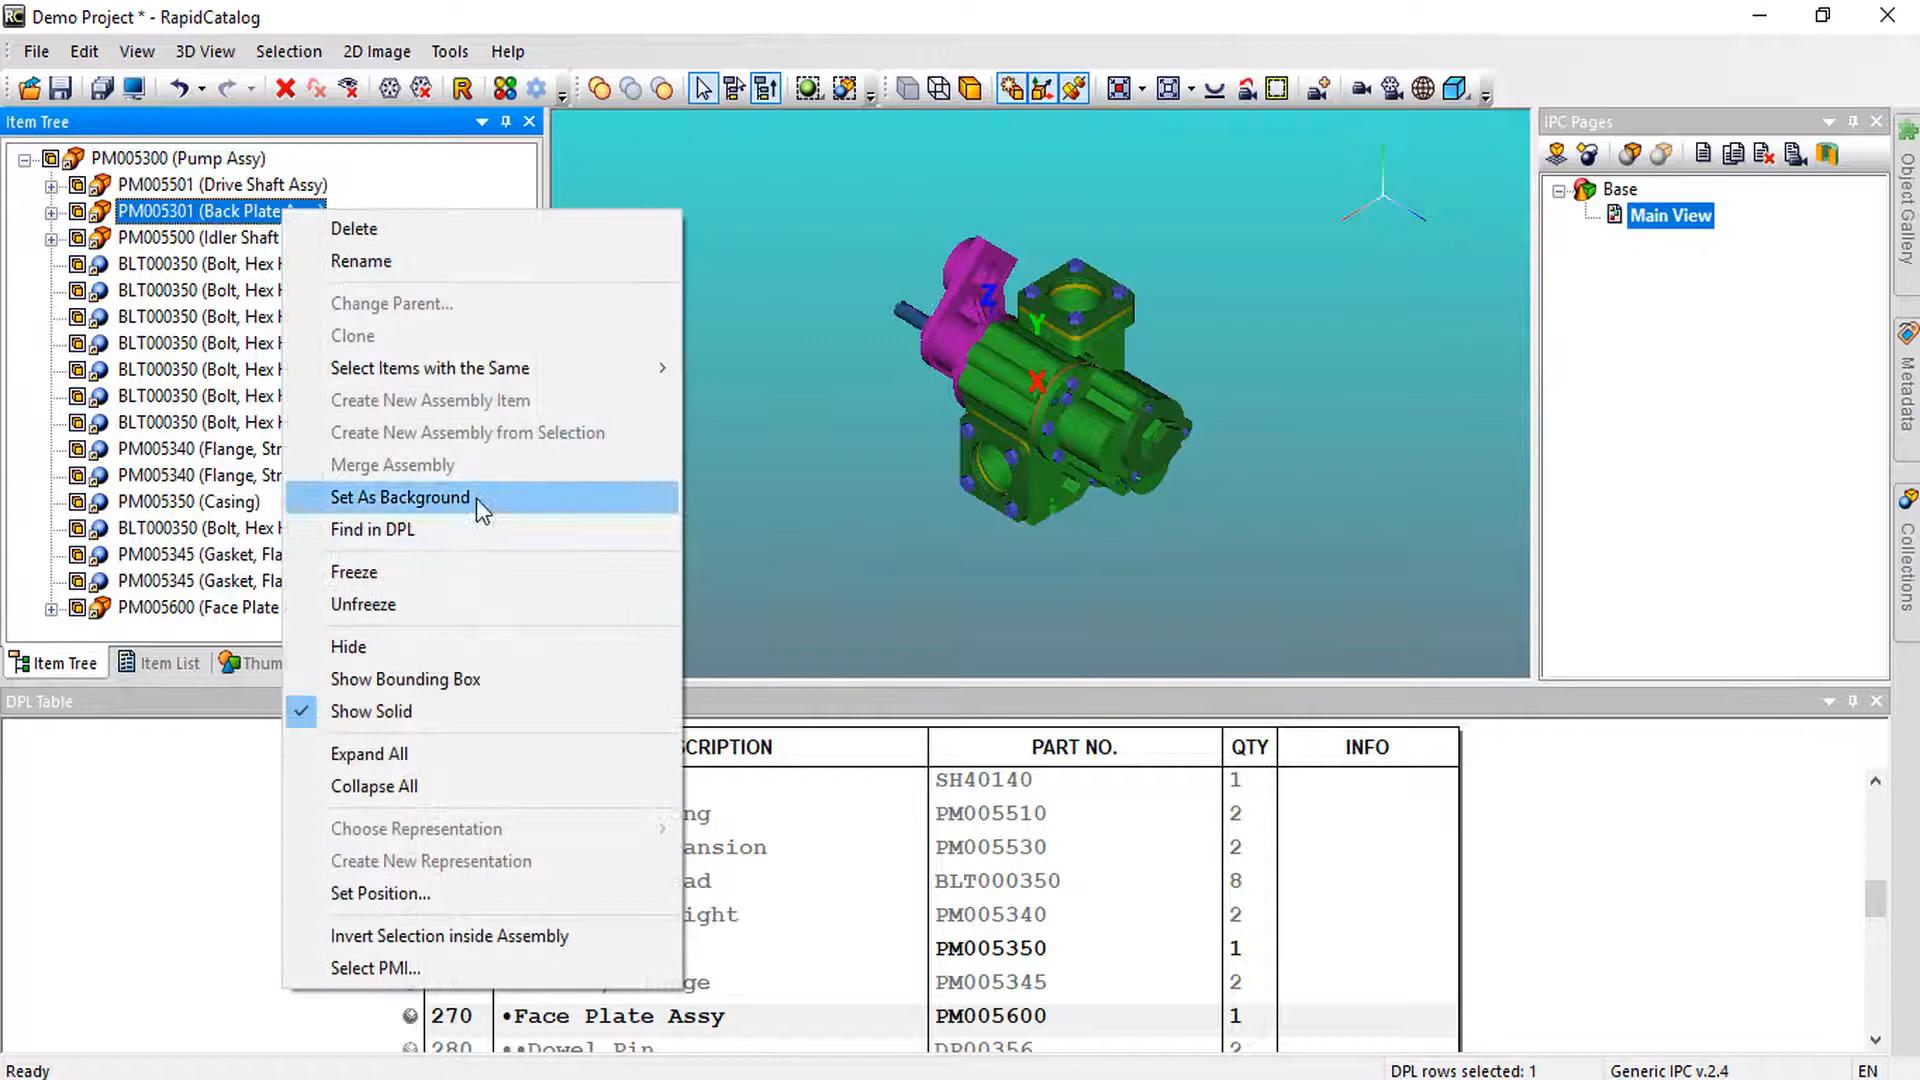 Demo Project * - RapidCatalog
File Edit View 3D View Selection 2D Image Tools Help
Item Tree
PM005300 (Pump Assy)
PM005501 (Drive Shaft Assy)
PM005301 (Back Plate
PM005500 (Idler Shaft
BLT000350 (Bolt, Hex H
BLT000350 (Bolt, Hex H
BLT000350 (Bolt, Hex H
BLT000350 (Bolt, Hex H
BLT000350 (Bolt, Hex H
BLT000350 (Bolt, Hex H
BLT000350 (Bolt, Hex H
PM005340 (Flange, Str
PM005340 (Flange, Str
PM005350 (Casing)
BLT000350 (Bolt, Hex H
PM005345 (Gasket, Fla
PM005345 (Gasket, Fla
PM005600 (Face Plate
Item Tree Item List Thum
Delete
Rename
Change Parent...
Clone
Select Items with the Same
Create New Assembly Item
Create New Assembly from Selection
Merge Assembly
Set As Background
Find in DPL
Freeze
Unfreeze
Hide
Show Bounding Box
Show Solid
Expand All
Collapse All
Choose Representation
Create New Representation
Set Position...
Invert Selection inside Assembly
Select PMI...
Z
Y
X
IPC Pages
Base
Main View
Object Gallery
Metadata
Collections
DPL Table
SCRIPTION PART NO. QTY INFO
SH40140 1
ng PM005510 2
ansion PM005530 2
ad BLT000350 8
ight PM005340 2
PM005350 1
ge PM005345 2
270 •Face Plate Assy PM005600 1
280 ••Dowel Pin DP00356 2
Ready
DPL rows selected: 1 Generic IPC v.2.4 EN